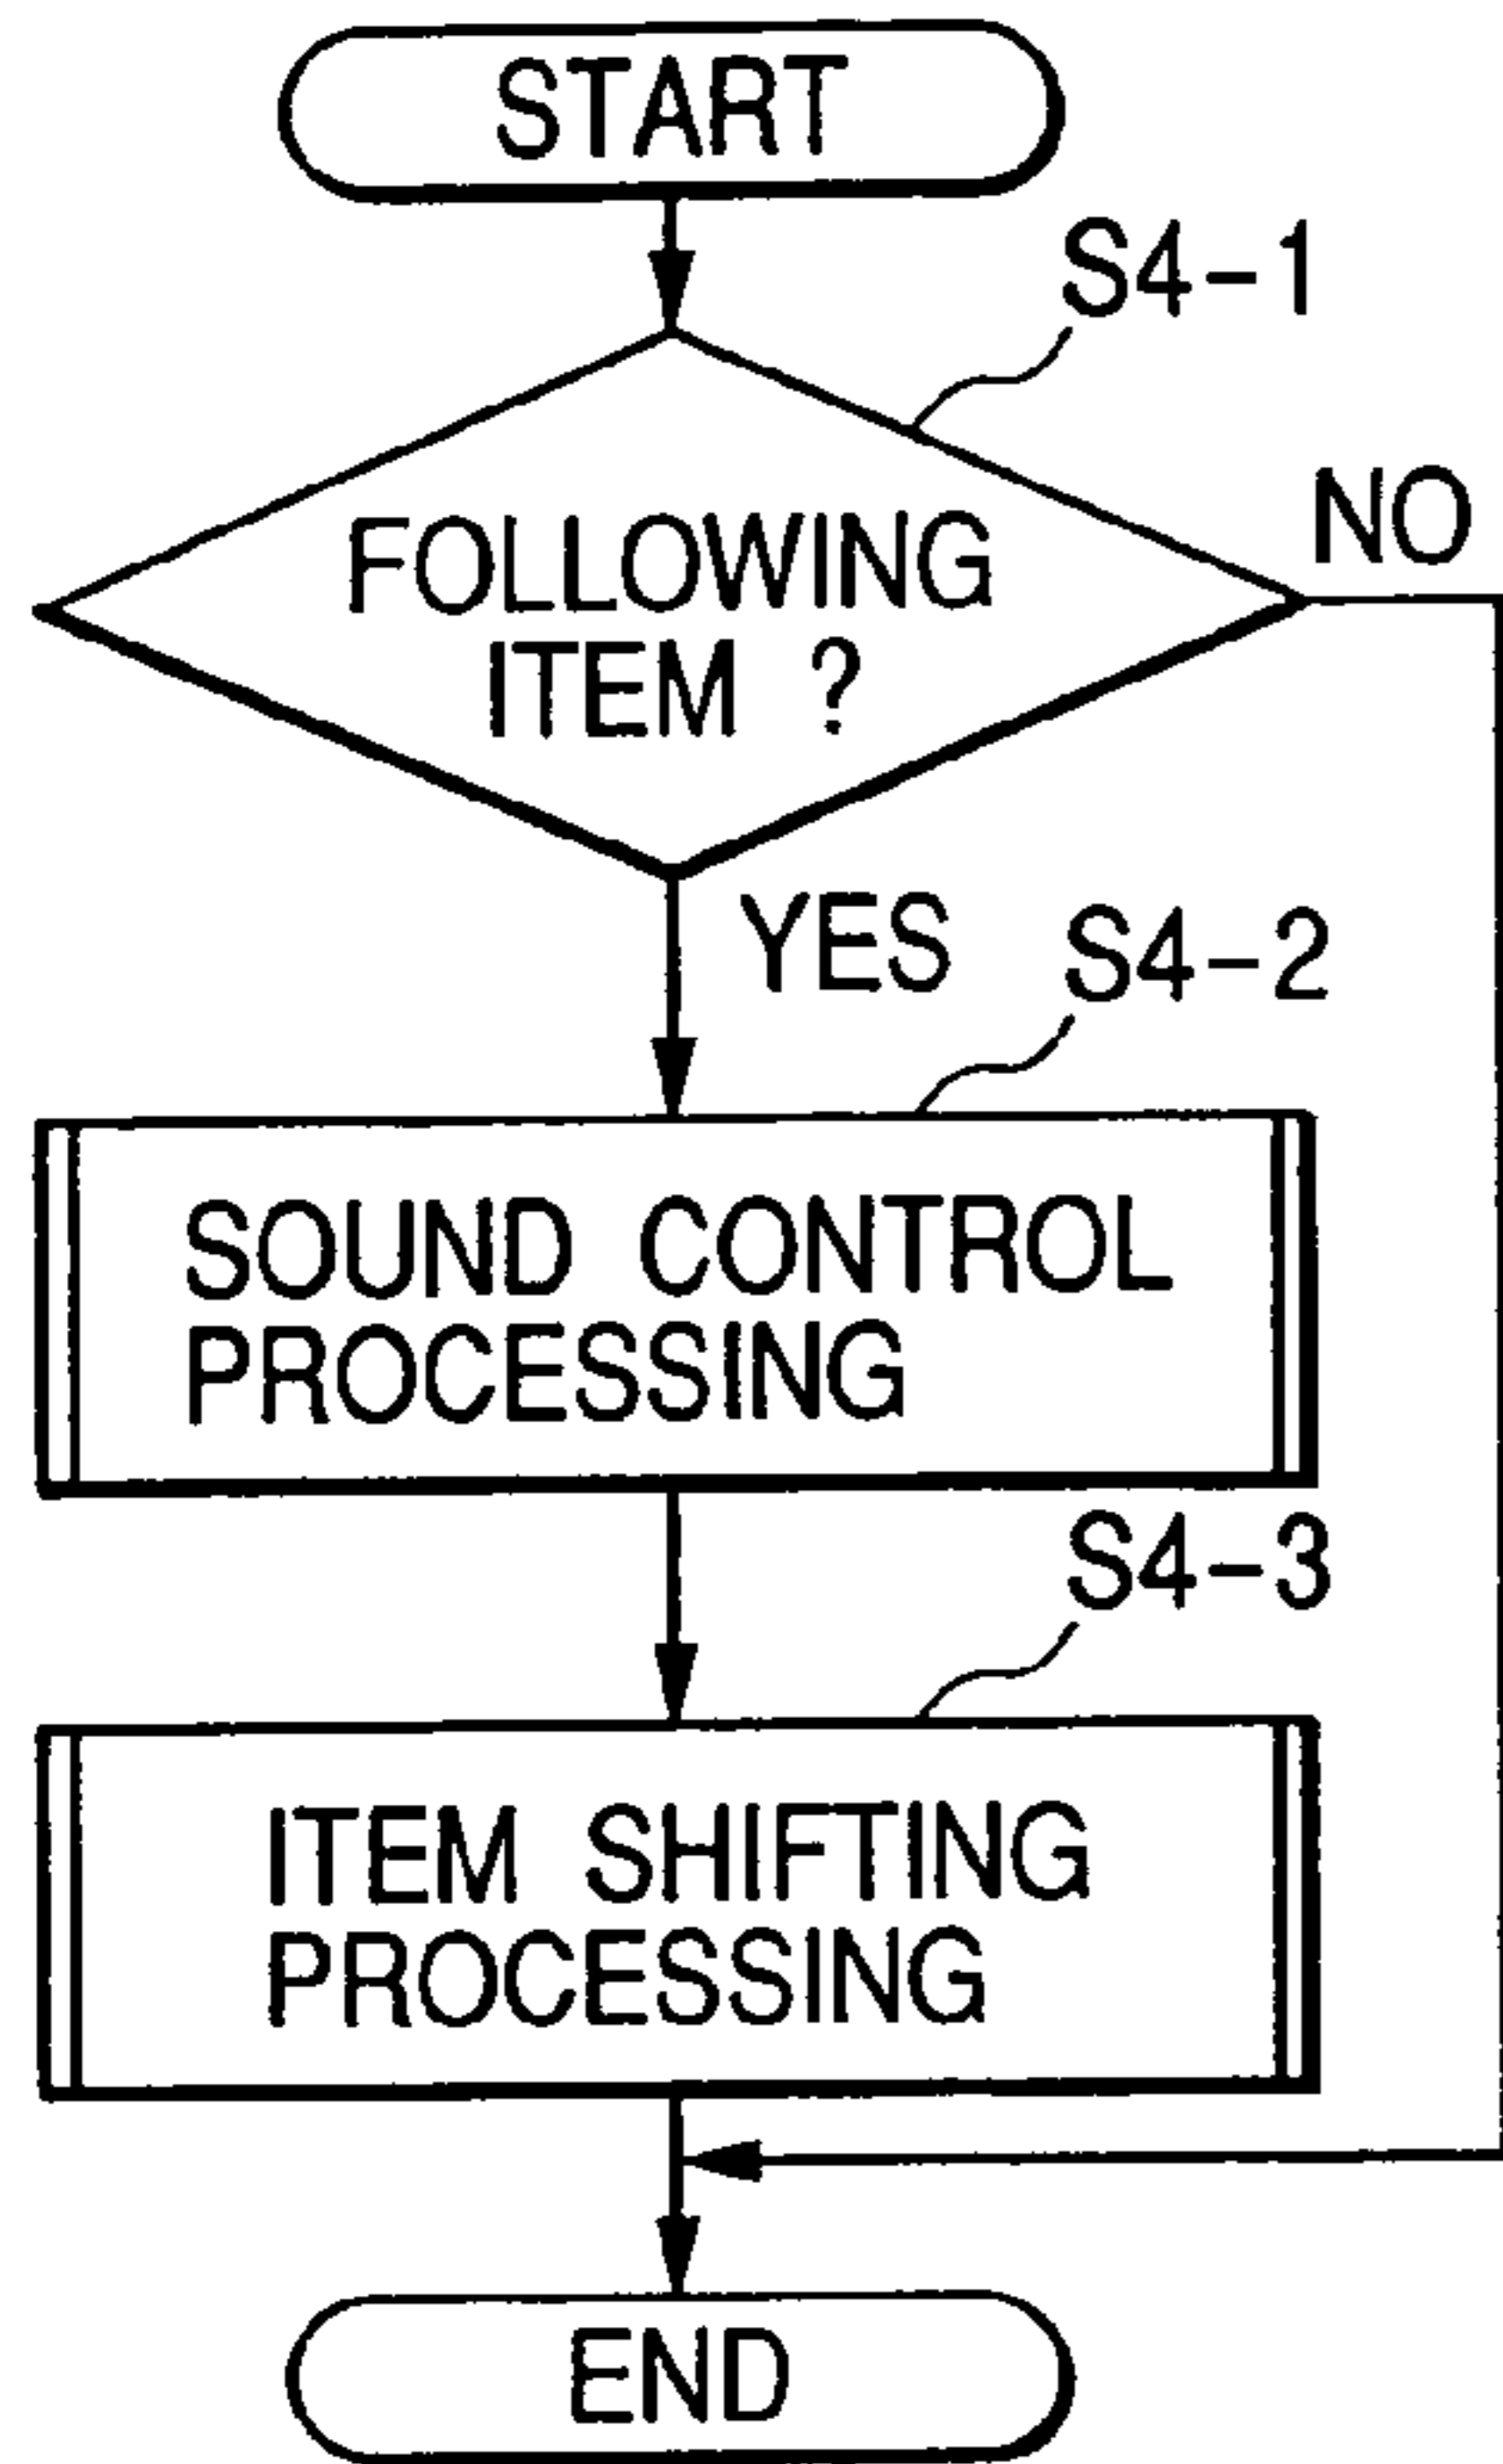 START
S4-1
NO
FOLLOWING
ITEM ?
YES
S4-2
SOUND CONTROL
PROCESSING
S4-3
ITEM SHIFTING
PROCESSING
END